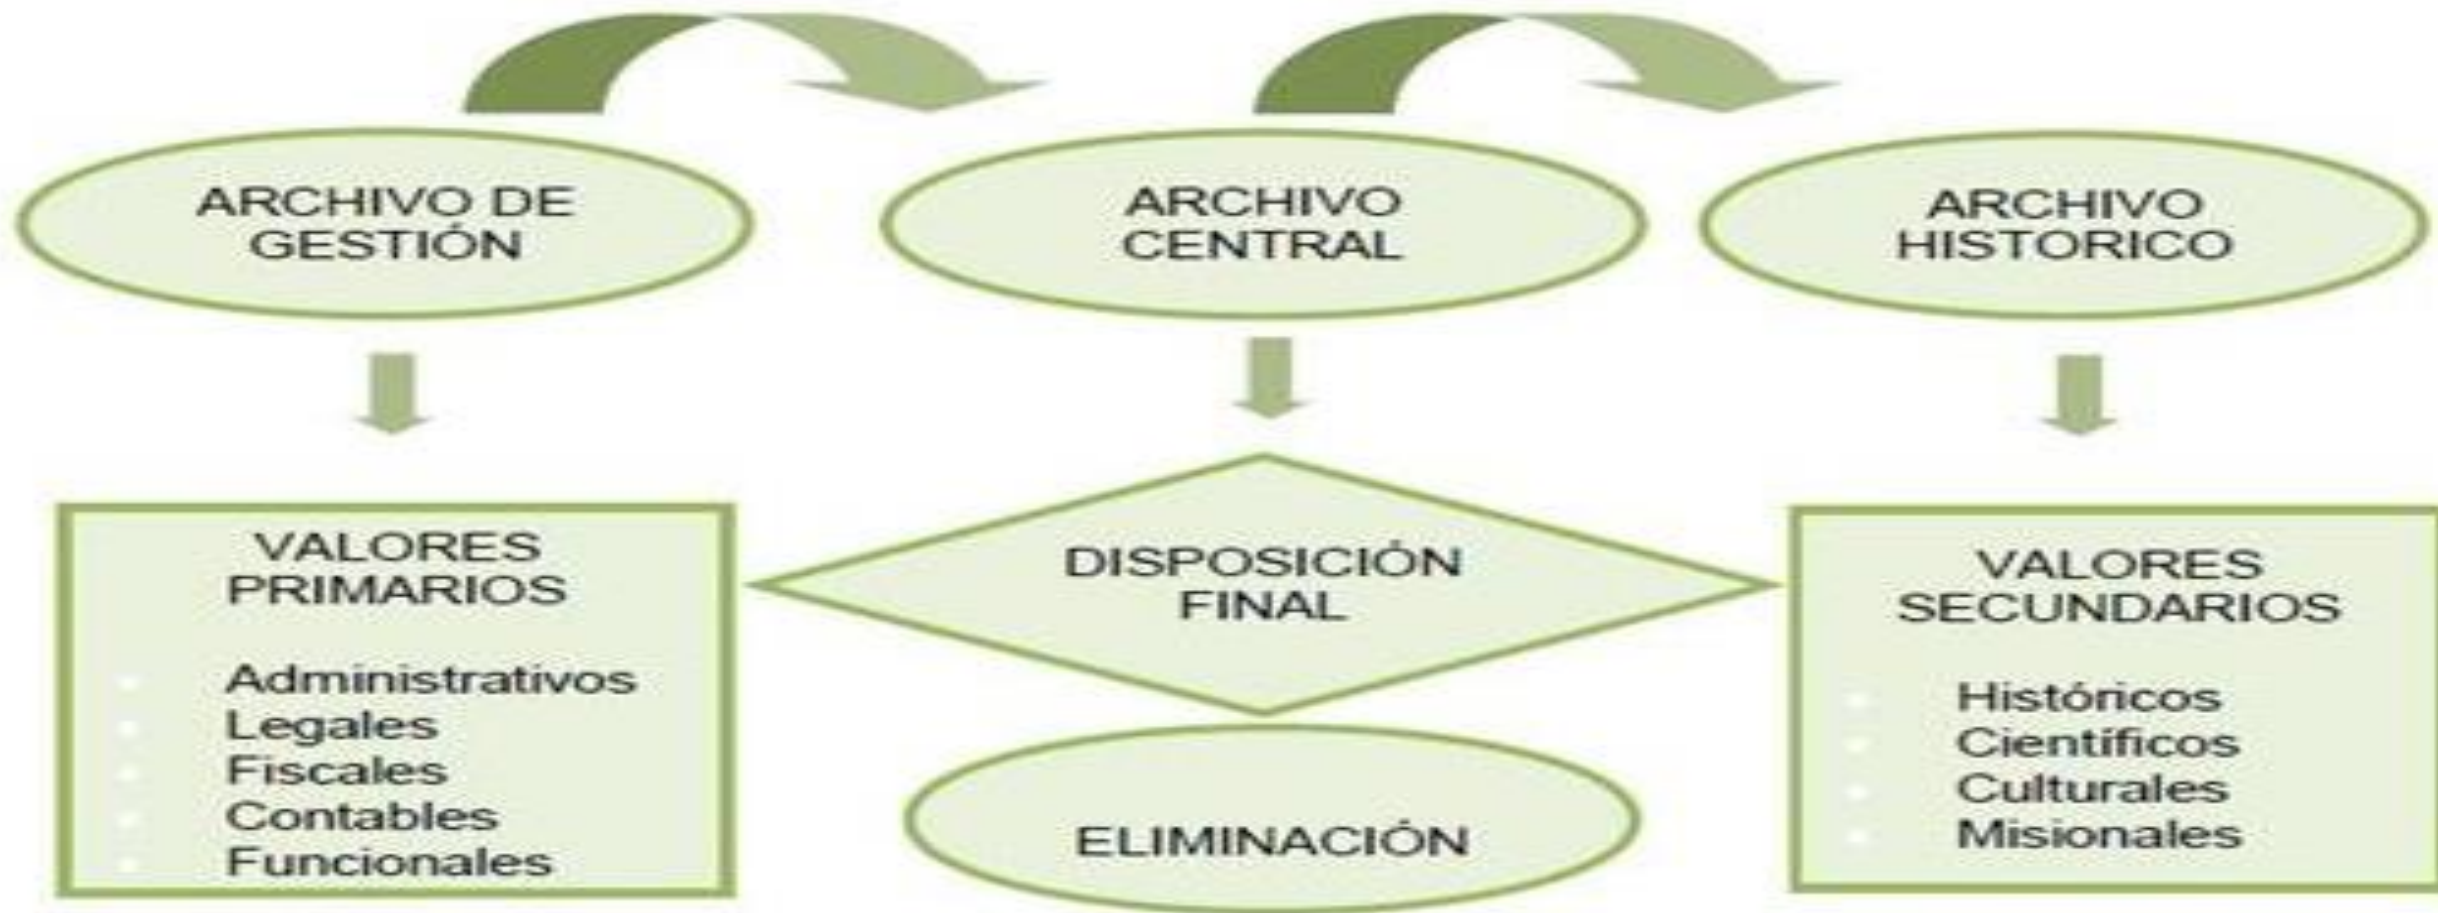 ARCHIVO DE
GESTIÓN
ARCHIVO
CENTRAL
ARCHIVO
HISTORICO
VALORES
PRIMARIOS
Administrativos
Legales
Fiscales
Contables
Funcionales
DISPOSICIÓN
FINAL
ELIMINACIÓN
VALORES
SECUNDARIOS
Históricos
Científicos
Culturales
Misionales